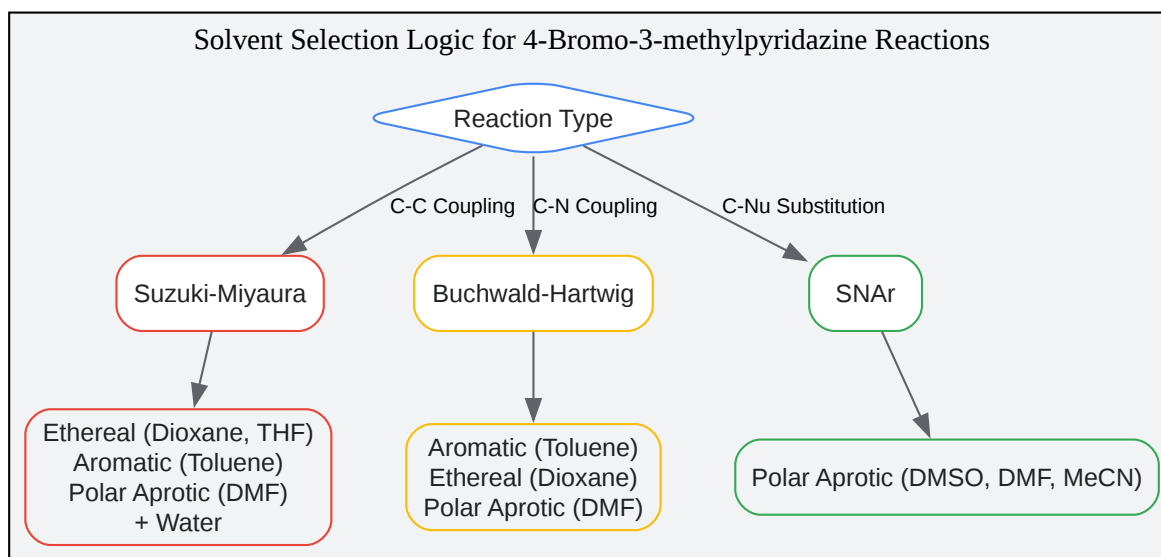 Solvent Selection Logic for 4-Bromo-3-methylpyridazine Reactions
Reaction Type
C-C Coupling
C-N Coupling
C-Nu Substitution
Suzuki-Miyaura
Buchwald-Hartwig
SNAr
Ethereal (Dioxane, THF)
Aromatic (Toluene)
Polar Aprotic (DMF)
+ Water
Aromatic (Toluene)
Ethereal (Dioxane)
Polar Aprotic (DMF)
Polar Aprotic (DMSO, DMF, MeCN)